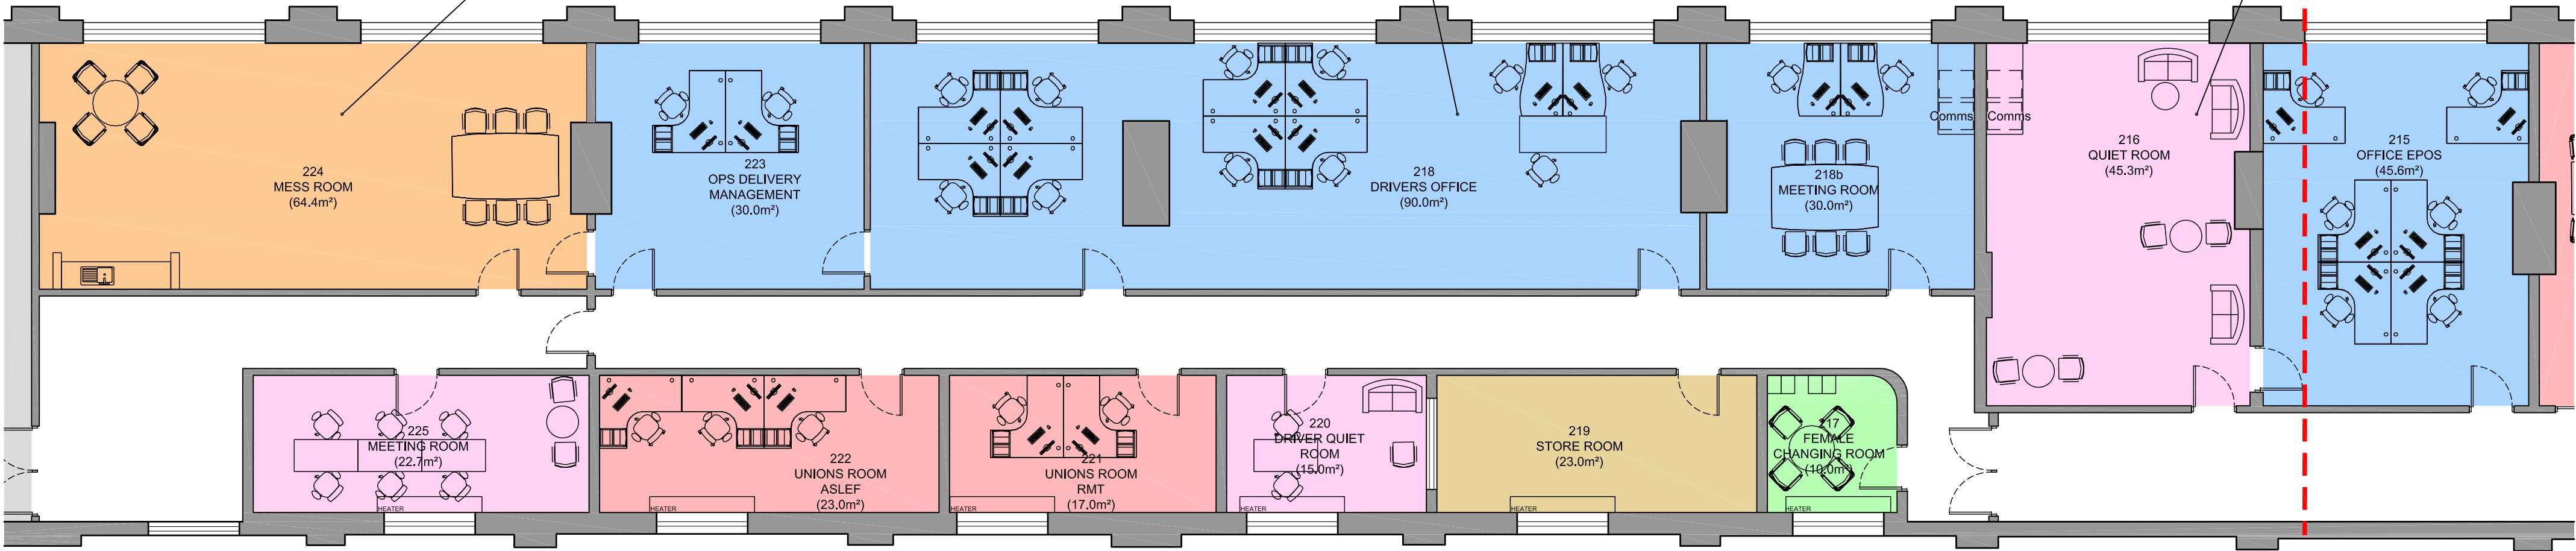 224
MESS ROOM
(64.4m²)
223
OPS DELIVERY
MANAGEMENT
(30.0m²)
218
DRIVERS OFFICE
(90.0m²)
218b
MEETING ROOM
(30.0m²)
Comms
Comms
216
QUIET ROOM
(45.3m²)
215
OFFICE EPOS
(45.6m²)
225
MEETING ROOM
(22.7m²)
HEATER
222
UNIONS ROOM
ASLEF
(23.0m²)
HEATER
221
UNIONS ROOM
RMT
(17.0m²)
HEATER
220
DRIVER QUIET
ROOM
(15.0m²)
HEATER
219
STORE ROOM
(23.0m²)
HEATER
217
FEMALE
CHANGING ROOM
(10.0m²)
HEATER